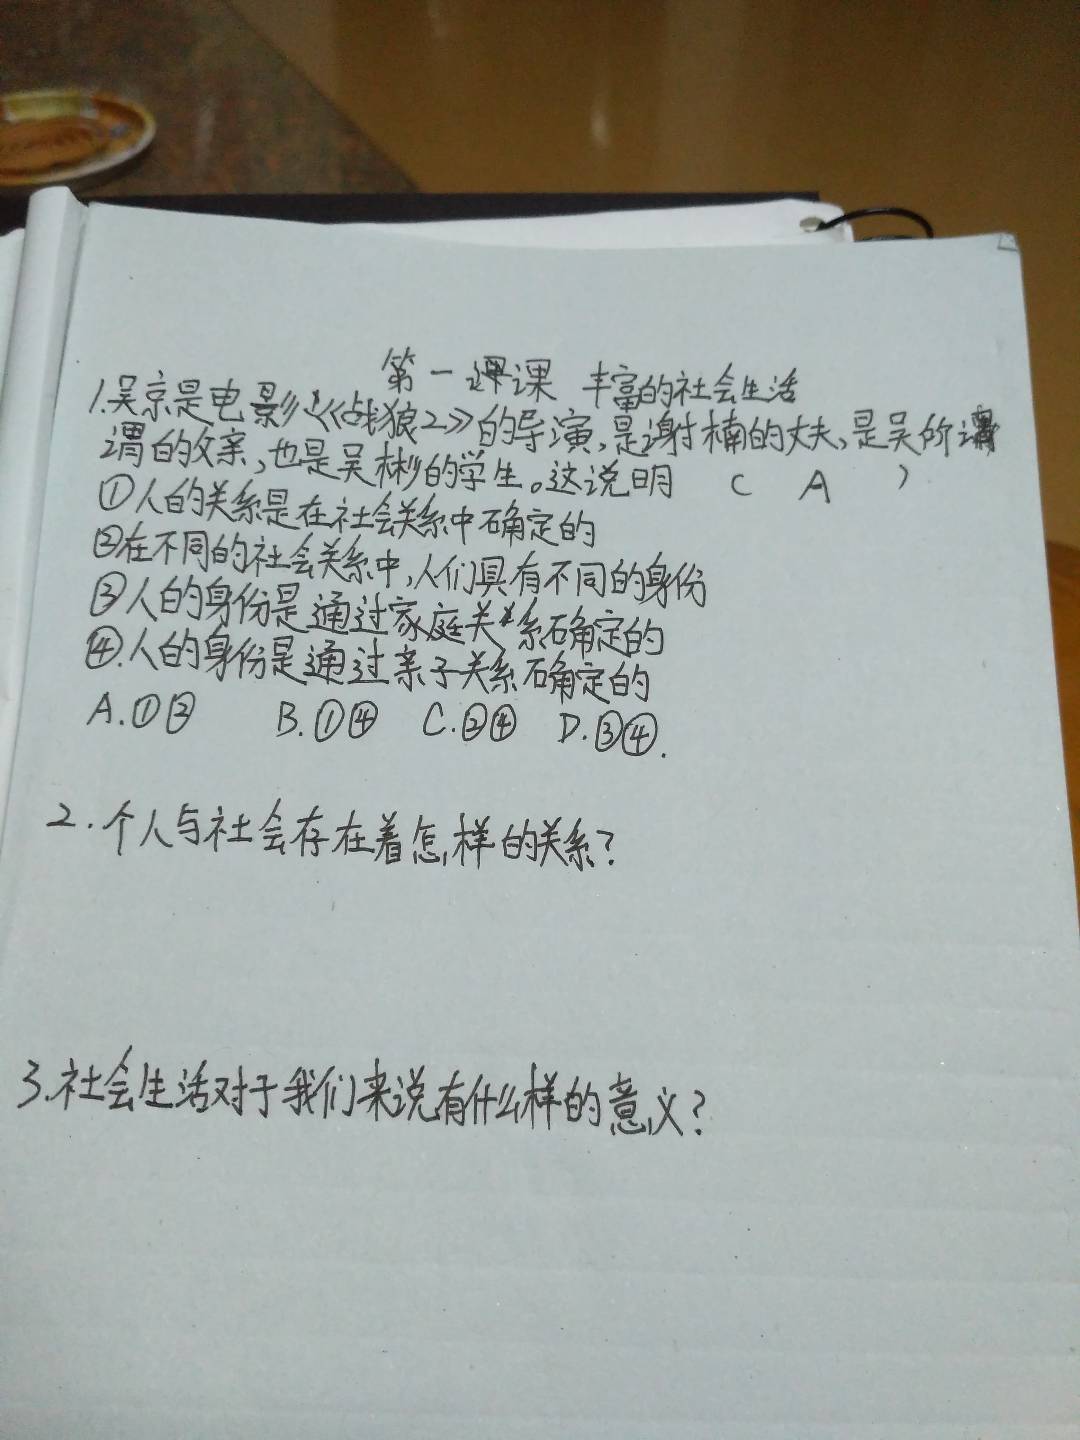 第一课 丰富的社会生活
1.吴京是电影《战狼2》的导演,是谢楠的丈夫,是吴所
谓的父亲,也是吴彬的学生。这说明 ( A )
①人的关系是在社会关系中确定的
②在不同的社会关系中,人们具有不同的身份
③人的身份是通过家庭关系确定的
④.人的身份是通过亲子关系确定的
A.①② B.①④ C.②④ D.③④.
2.个人与社会存在着怎样的关系?
3.社会生活对于我们来说有什么样的意义?